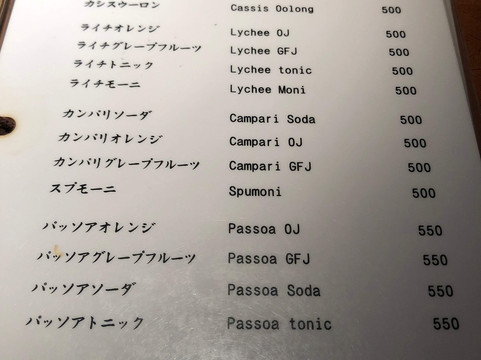 カシスウーロン Cassis Oolong 500
ライチオレンジ Lychee OJ 500
ライチグレープフルーツ Lychee GFJ 500
ライチトニック Lychee tonic 500
ライチモーニ Lychee Moni 500
カンパリソーダ Campari Soda 500
カンパリオレンジ Campari OJ 500
カンパリグレープフルーツ Campari GFJ 500
スプモーニ Spumoni 500
パッソアオレンジ Passoa OJ 550
パッソアグレープフルーツ Passoa GFJ 550
パッソアソーダ Passoa Soda 550
パッソアトニック Passoa tonic 550